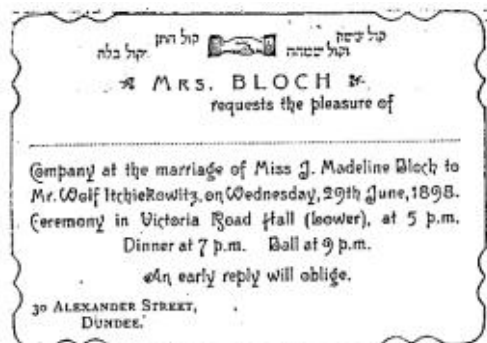 קול ששון וקול שמחה קול חתן וקול כלה
MRS. BLOCH
requests the pleasure of
Company at the marriage of Miss J. Madeline Bloch to
Mr. Wolf Itchiekowitz, on Wednesday, 29th June, 1898.
Ceremony in Victoria Road Hall (Lower), at 5 p.m.
Dinner at 7 p.m. Ball at 9 p.m.
An early reply will oblige.
30 ALEXANDER STREET,
DUNDEE.